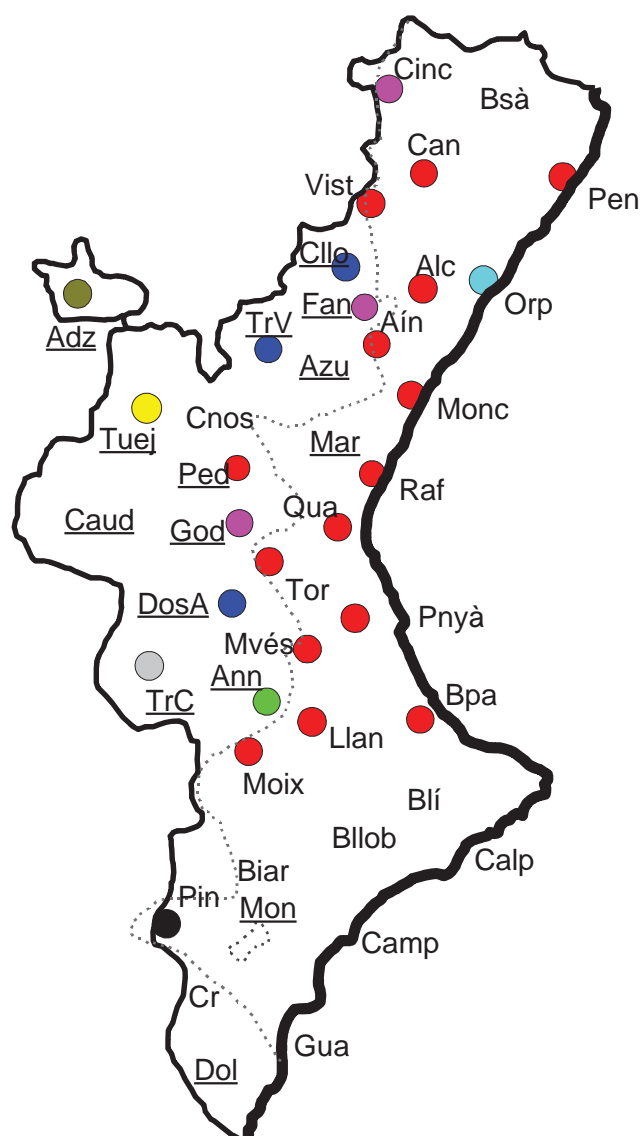 Cinc
Bsà
Can
Vist
Pen
Cllo
Alc
Fan
Orp
Adz
TrV
Aín
Azu
Monc
Cnos
Tuej
Mar
Ped
Raf
Qua
Caud
God
Tor
DosA
Pnyà
Mvés
Ann
TrC
Bpa
Llan
Moix
Blí
Bllob
Calp
Biar
Pin
Mon
Camp
Cr
Gua
Dol